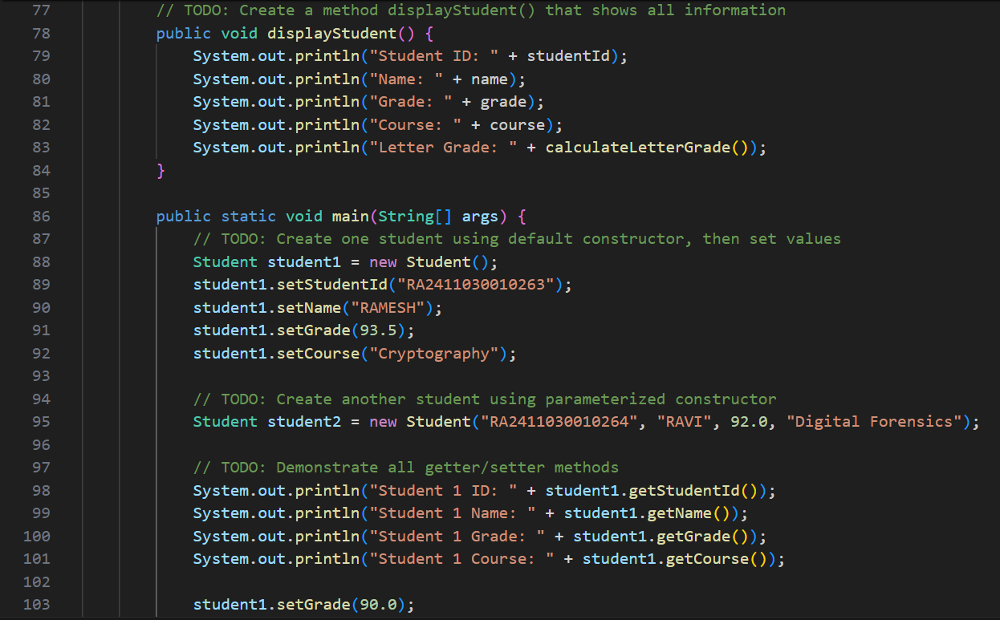 77 // TODO: Create a method displayStudent() that shows all information
78 public void displayStudent() {
79 System.out.println("Student ID: " + studentId);
80 System.out.println("Name: " + name);
81 System.out.println("Grade: " + grade);
82 System.out.println("Course: " + course);
83 System.out.println("Letter Grade: " + calculateLetterGrade());
84 }
85
86 public static void main(String[] args) {
87 // TODO: Create one student using default constructor, then set values
88 Student student1 = new Student();
89 student1.setStudentId("RA2411030010263");
90 student1.setName("RAMESH");
91 student1.setGrade(93.5);
92 student1.setCourse("Cryptography");
93
94 // TODO: Create another student using parameterized constructor
95 Student student2 = new Student("RA2411030010264", "RAVI", 92.0, "Digital Forensics");
96
97 // TODO: Demonstrate all getter/setter methods
98 System.out.println("Student 1 ID: " + student1.getStudentId());
99 System.out.println("Student 1 Name: " + student1.getName());
100 System.out.println("Student 1 Grade: " + student1.getGrade());
101 System.out.println("Student 1 Course: " + student1.getCourse());
102
103 student1.setGrade(90.0);